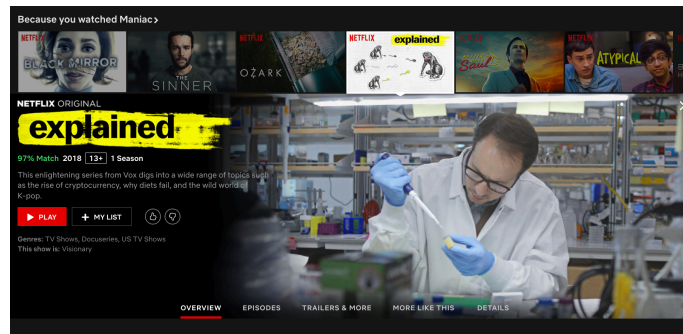 Because you watched Maniac >
NETFLIX
BLACK MIRROR
THE
SINNER
NETFLIX
OZARK
NETFLIX
explained
Saul
NETFLIX
ATYPICAL
NETFLIX ORIGINAL
explained
97% Match 2018 13+ 1 Season
This enlightening series from Vox digs into a wide range of topics such
as the rise of cryptocurrency, why diets fail, and the wild world of
K-pop.
PLAY + MY LIST
Genres: TV Shows, Docuseries, US TV Shows
This show is: Visionary
OVERVIEW EPISODES TRAILERS & MORE MORE LIKE THIS DETAILS